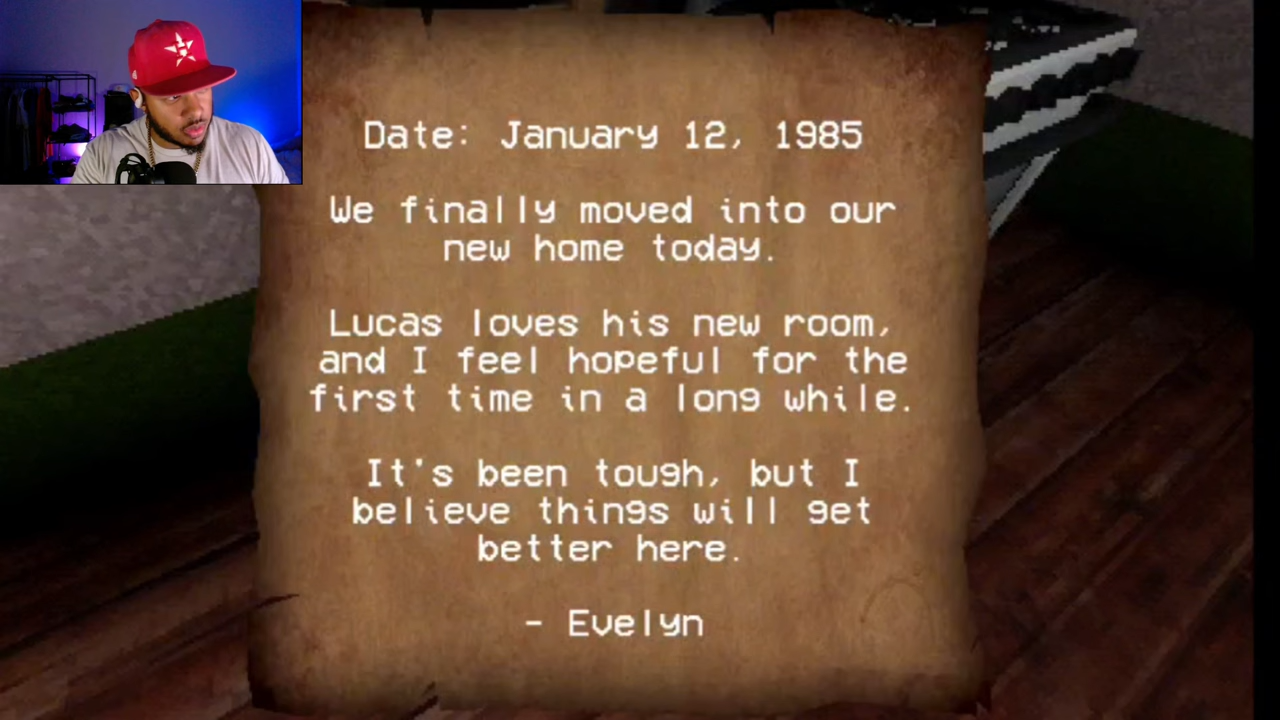 Date: January 12, 1985
We finally moved into our
new home today.
Lucas loves his new room,
and I feel hopeful for the
first time in a long while.
It's been tough, but I
believe things will get
better here.
- Evelyn